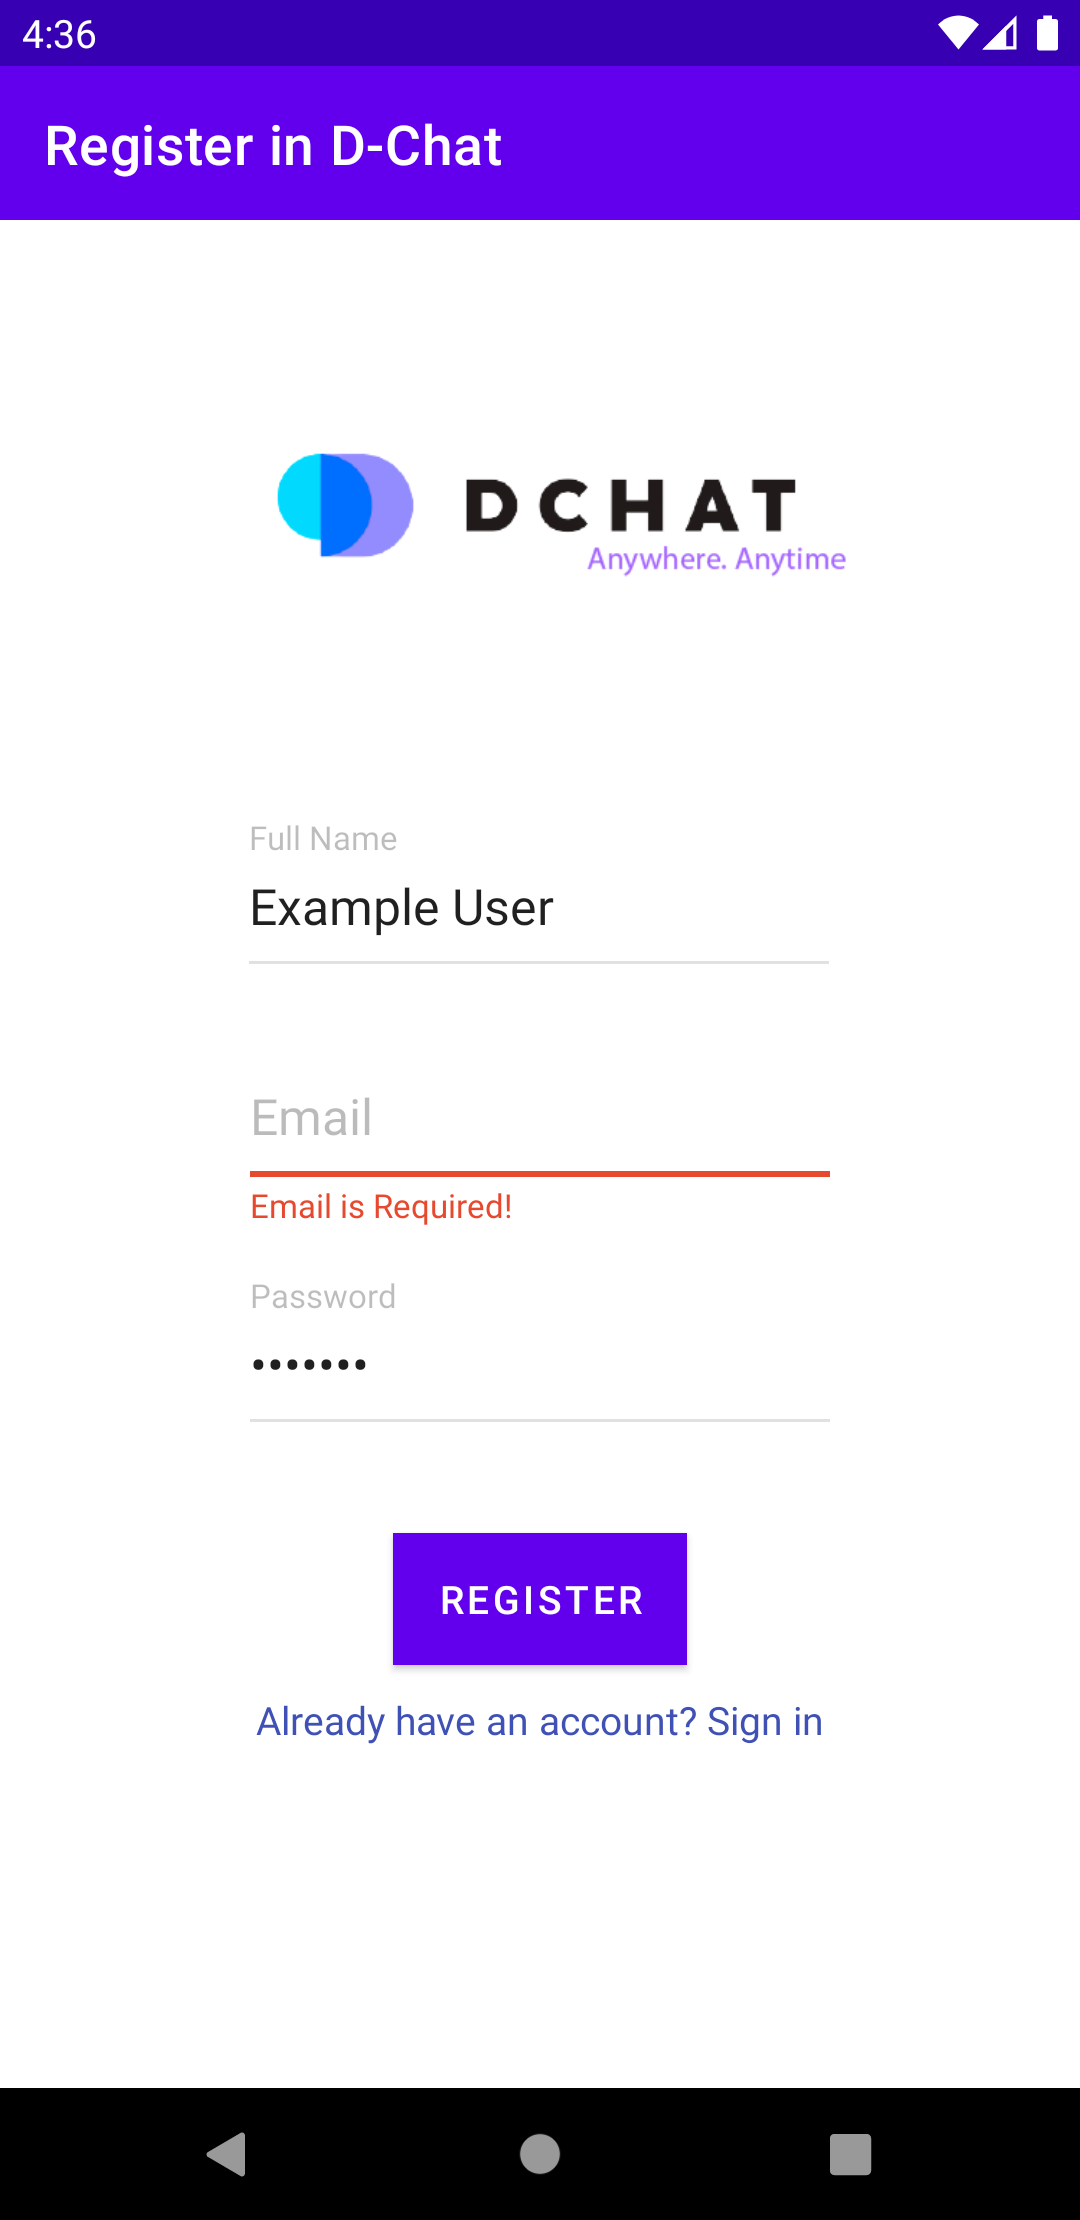 4:36
Register in D-Chat
DCHAT
Anywhere. Anytime
Full Name
Example User
Email
Email is Required!
Password
•••••••
REGISTER
Already have an account? Sign in